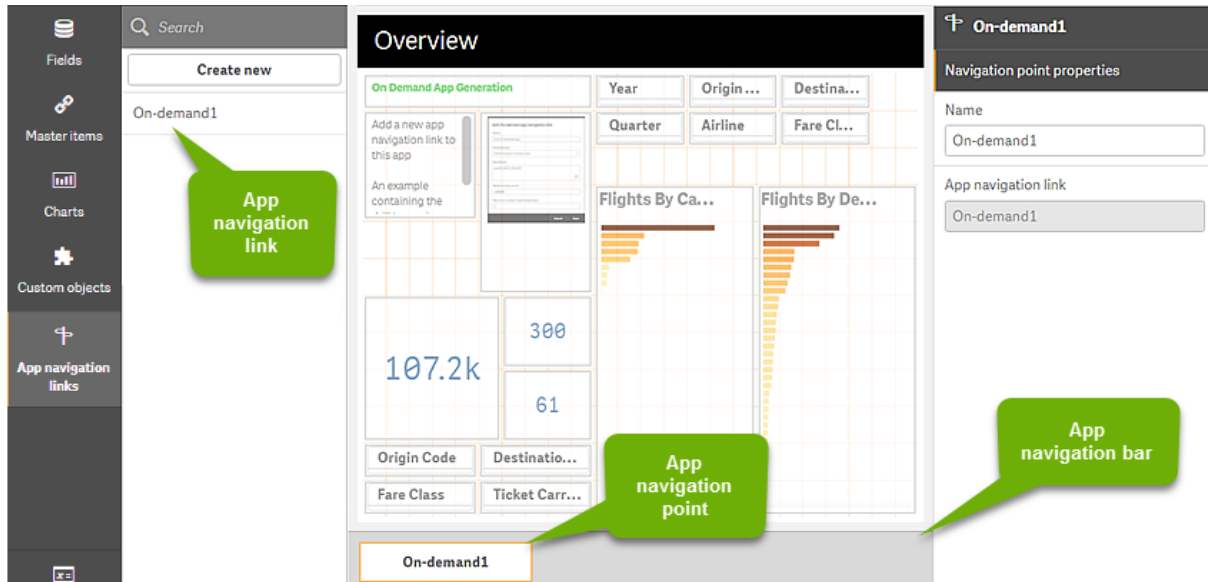 Fields
Master items
Charts
Custom objects
App navigation
links
Search
Create new
On-demand1
App
navigation
link
Overview
On Demand App Generation
Add a new app
navigation link to
this app
An example
containing the
Year
Origin ...
Destina...
Quarter
Airline
Fare Cl...
Flights By Ca...
Flights By De...
107.2k
300
61
Origin Code
Destinatio...
Fare Class
Ticket Carr...
App
navigation
point
On-demand1
App
navigation bar
On-demand1
Navigation point properties
Name
On-demand1
App navigation link
On-demand1